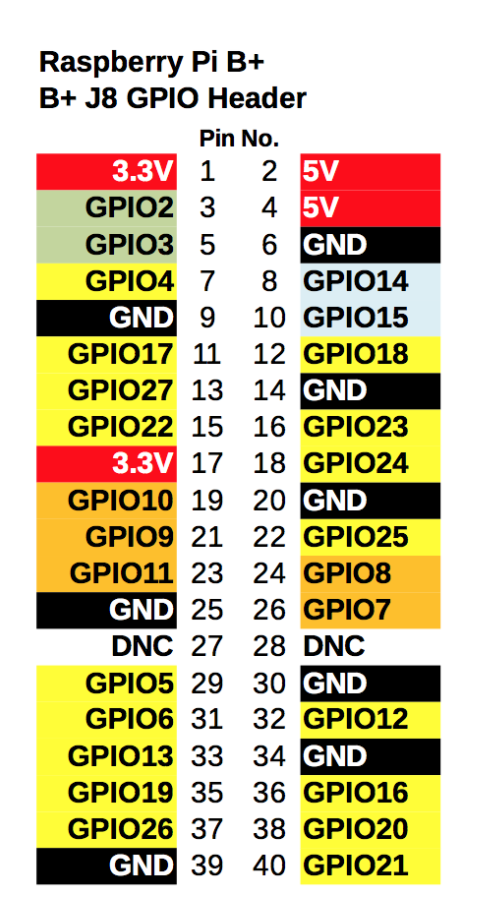 Raspberry Pi B+
B+ J8 GPIO Header
Pin No.
3.3V 1 2 5V
GPIO2 3 4 5V
GPIO3 5 6 GND
GPIO4 7 8 GPIO14
GND 9 10 GPIO15
GPIO17 11 12 GPIO18
GPIO27 13 14 GND
GPIO22 15 16 GPIO23
3.3V 17 18 GPIO24
GPIO10 19 20 GND
GPIO9 21 22 GPIO25
GPIO11 23 24 GPIO8
GND 25 26 GPIO7
DNC 27 28 DNC
GPIO5 29 30 GND
GPIO6 31 32 GPIO12
GPIO13 33 34 GND
GPIO19 35 36 GPIO16
GPIO26 37 38 GPIO20
GND 39 40 GPIO21